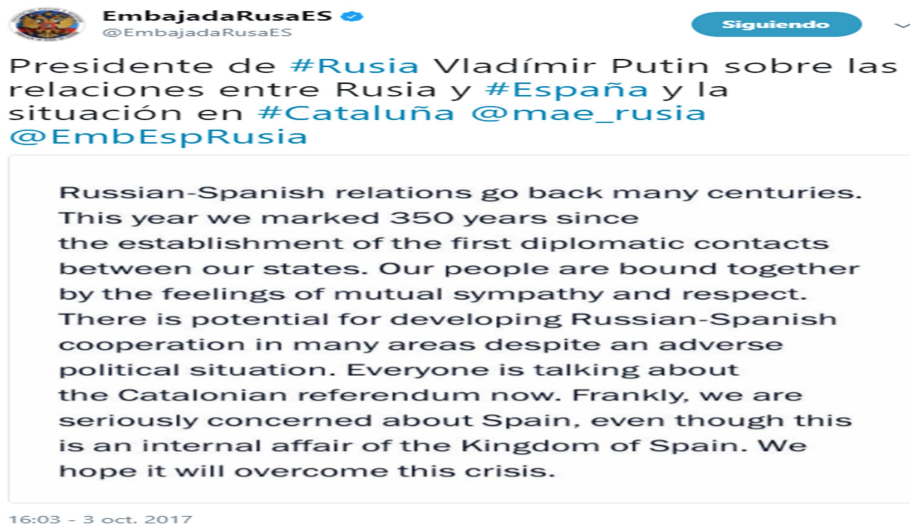 EmbajadaRusaES
@EmbajadaRusaES
Siguiendo
Presidente de #Rusia Vladímir Putin sobre las
relaciones entre Rusia y #España y la
situación en #Cataluña @mae_rusia
@EmbEspRusia
Russian-Spanish relations go back many centuries.
This year we marked 350 years since
the establishment of the first diplomatic contacts
between our states. Our people are bound together
by the feelings of mutual sympathy and respect.
There is potential for developing Russian-Spanish
cooperation in many areas despite an adverse
political situation. Everyone is talking about
the Catalonian referendum now. Frankly, we are
seriously concerned about Spain, even though this
is an internal affair of the Kingdom of Spain. We
hope it will overcome this crisis.
16:03 - 3 oct. 2017